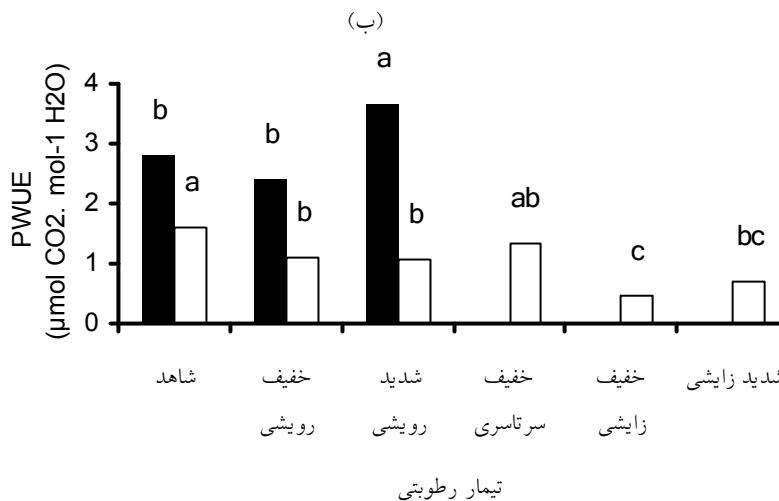 (ب)
PWUE
(µmol CO2. mol-1 H2O)
4
3
2
1
0
b
a
b
b
a
b
ab
c
bc
شاهد
خفیف
رویشی
شدید
رویشی
خفیف
سرتاسری
خفیف
زایشی
شدید زایشی
تیمار رطوبتی